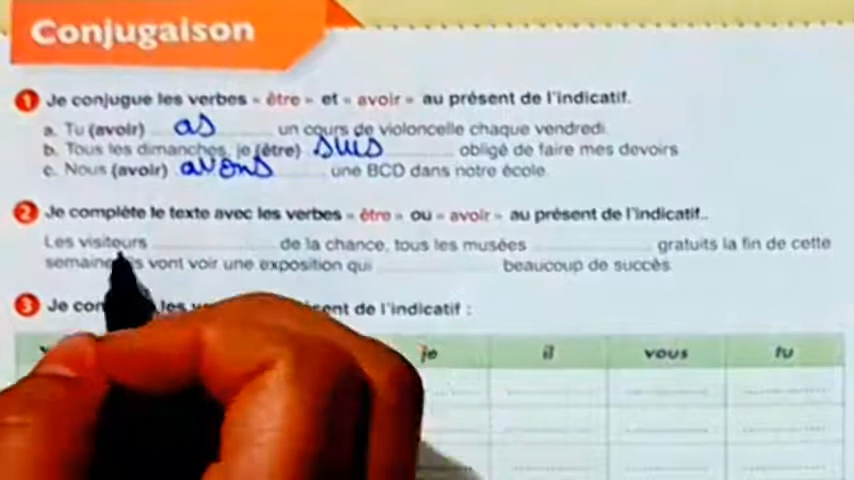 Conjugaison
1 Je conjugue les verbes « être » et « avoir » au présent de l'indicatif.
a. Tu (avoir) as un cours de violoncelle chaque vendredi
b. Tous les dimanches, je (être) suis obligé de faire mes devoirs
c. Nous (avoir) avons une BCD dans notre école.
2 Je complète le texte avec les verbes « être » ou « avoir » au présent de l'indicatif..
Les visiteurs de la chance, tous les musées gratuits la fin de cette
semaine vont voir une exposition qui beaucoup de succès
3 Je les présent de l'indicatif :
je il vous tu